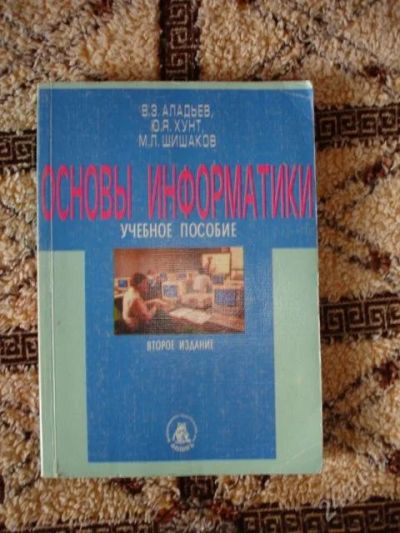 В.З. АЛАДЬЕВ,
Ю.Я. ХУНТ
М.Л. ШИШАКОВ
ОСНОВЫ ИНФОРМАТИКИ
УЧЕБНОЕ ПОСОБИЕ
ВТОРОЕ ИЗДАНИЕ